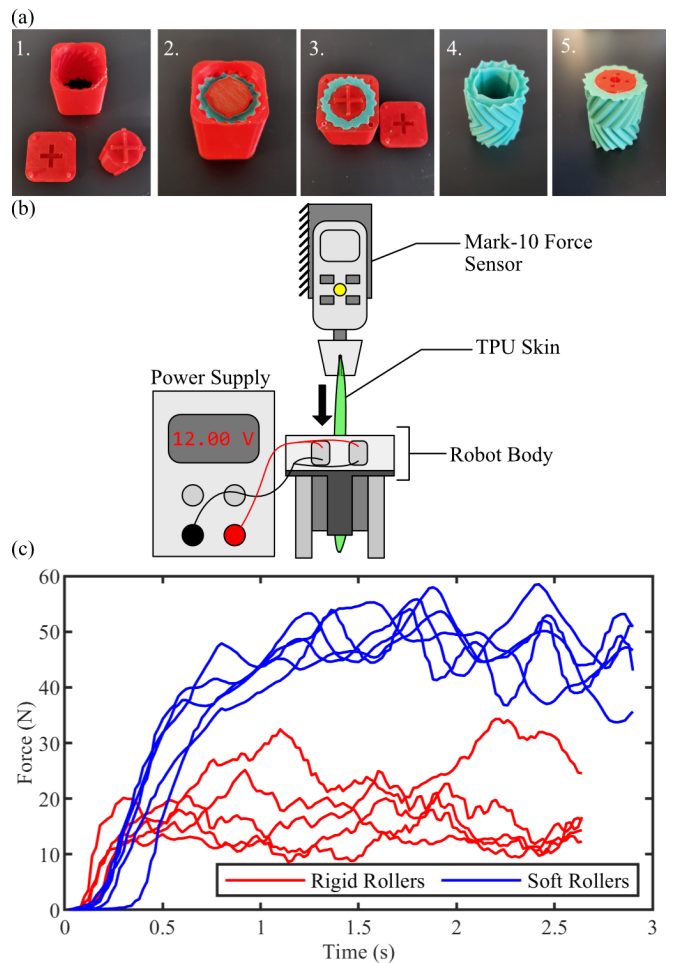 (a)
1.
2.
3.
4.
5.
(b)
Mark-10 Force
Sensor
TPU Skin
Power Supply
12.00 V
Robot Body
(c)
60
50
40
30
20
10
0
Force (N)
0
0.5
1
1.5
2
2.5
3
Time (s)
Rigid Rollers
Soft Rollers